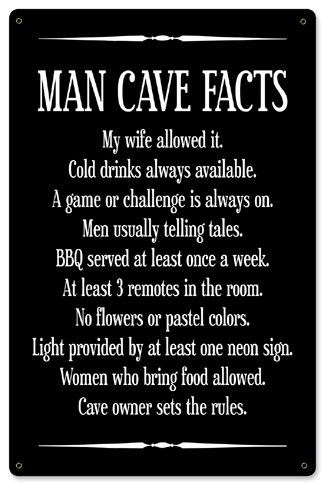 MAN CAVE FACTS
My wife allowed it.
Cold drinks always available.
A game or challenge is always on.
Men usually telling tales.
BBQ served at least once a week.
At least 3 remotes in the room.
No flowers or pastel colors.
Light provided by at least one neon sign.
Women who bring food allowed.
Cave owner sets the rules.